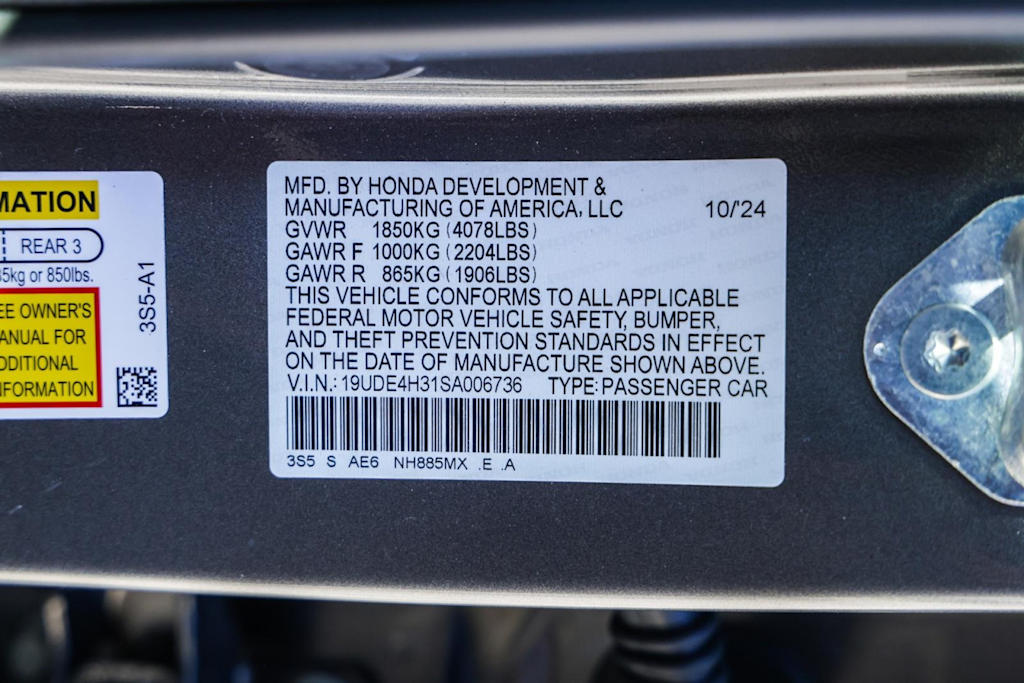 MATION
REAR 3
5kg or 850lbs.
EE OWNER'S
ANUAL FOR
DDITIONAL
NFORMATION
3S5-A1
MFD. BY HONDA DEVELOPMENT &
MANUFACTURING OF AMERICA, LLC 10/'24
GVWR 1850KG (4078LBS)
GAWR F 1000KG (2204LBS)
GAWR R 865KG (1906LBS)
THIS VEHICLE CONFORMS TO ALL APPLICABLE
FEDERAL MOTOR VEHICLE SAFETY, BUMPER,
AND THEFT PREVENTION STANDARDS IN EFFECT
ON THE DATE OF MANUFACTURE SHOWN ABOVE.
V.I.N.: 19UDE4H31SA006736 TYPE: PASSENGER CAR
3S5 S AE6 NH885MX .E .A